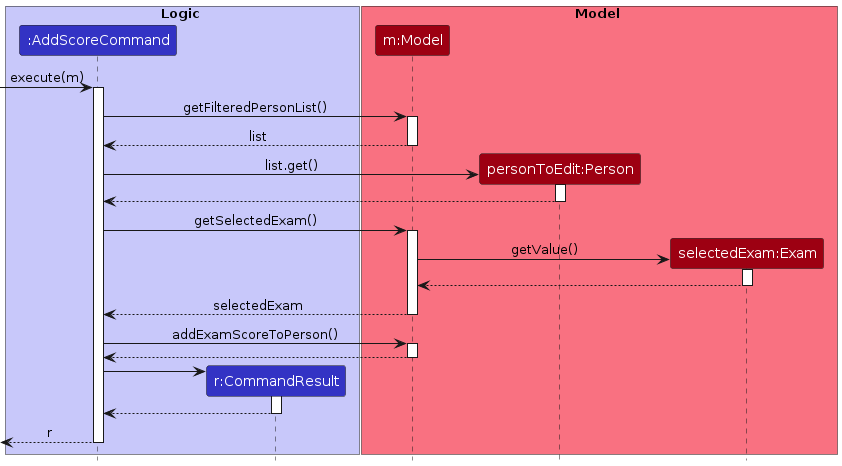 Logic
Model
:AddScoreCommand
m:Model
execute(m)
getFilteredPersonList()
list
list.get()
personToEdit:Person
getSelectedExam()
getValue()
selectedExam:Exam
selectedExam
addExamScoreToPerson()
r:CommandResult
r